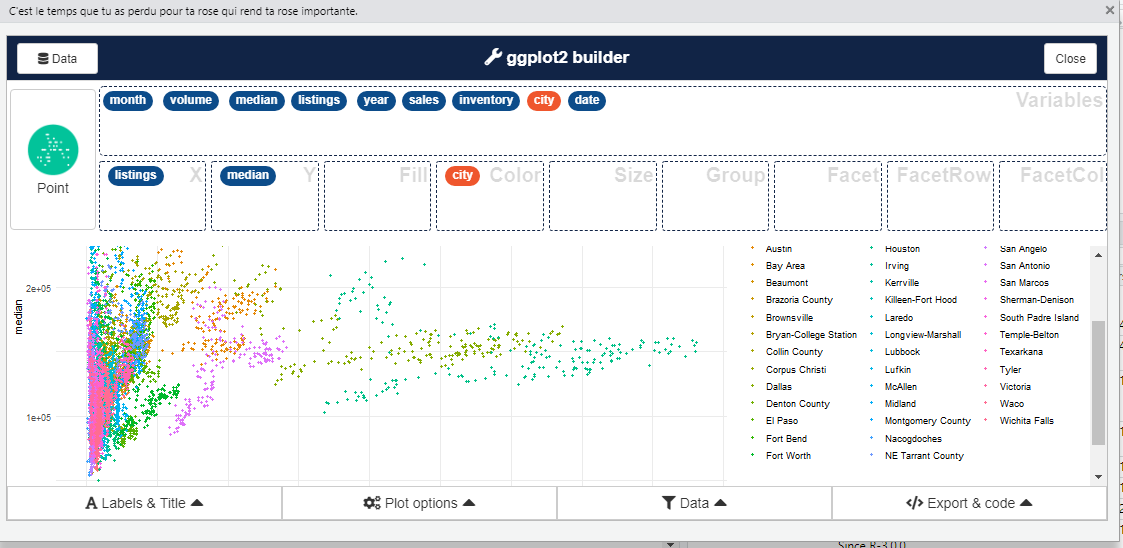 C'est le temps que tu as perdu pour ta rose qui rend ta rose importante.
Data
ggplot2 builder
Close
Point
month volume median listings year sales inventory city date
Variables
listings X
median Y
Fill
city Color
Size
Group
Facet
FacetRow
FacetCol
median
2e+05
1e+05
Austin Houston San Angelo
Bay Area Irving San Antonio
Beaumont Kerrville San Marcos
Brazoria County Killeen-Fort Hood Sherman-Denison
Brownsville Laredo South Padre Island
Bryan-College Station Longview-Marshall Temple-Belton
Collin County Lubbock Texarkana
Corpus Christi Lufkin Tyler
Dallas McAllen Victoria
Denton County Midland Waco
El Paso Montgomery County Wichita Falls
Fort Bend Nacogdoches
Fort Worth NE Tarrant County
Labels & Title
Plot options
Data
Export & code
Since R-3.0.0